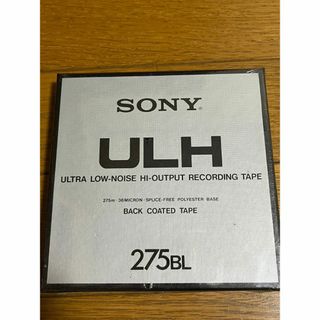 SONY®
ULH
ULTRA LOW-NOISE HI-OUTPUT RECORDING TAPE
275m · 36 MICRON · SPLICE-FREE POLYESTER BASE
BACK COATED TAPE
275BL